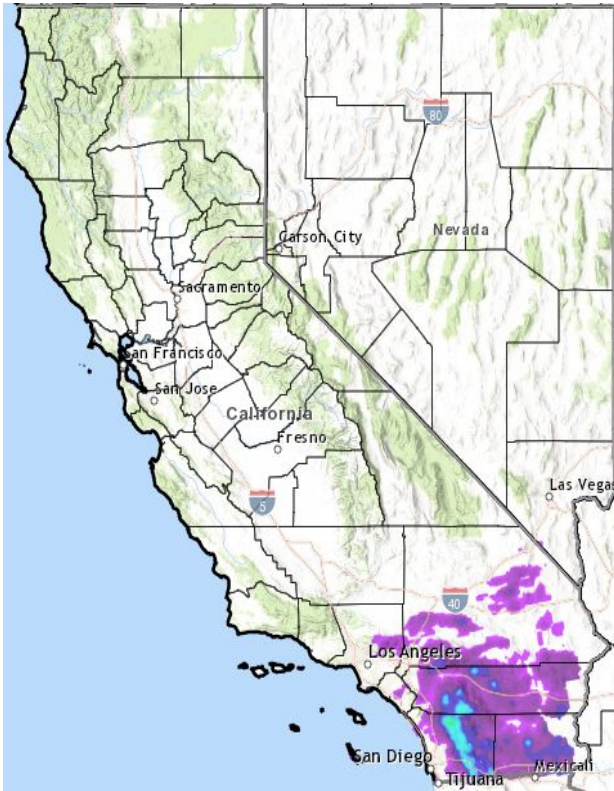 80
Nevada
Carson City
Sacramento
San Francisco
San Jose
California
Fresno
Las Vegas
5
40
Los Angeles
San Diego
Mexicali
Tijuana